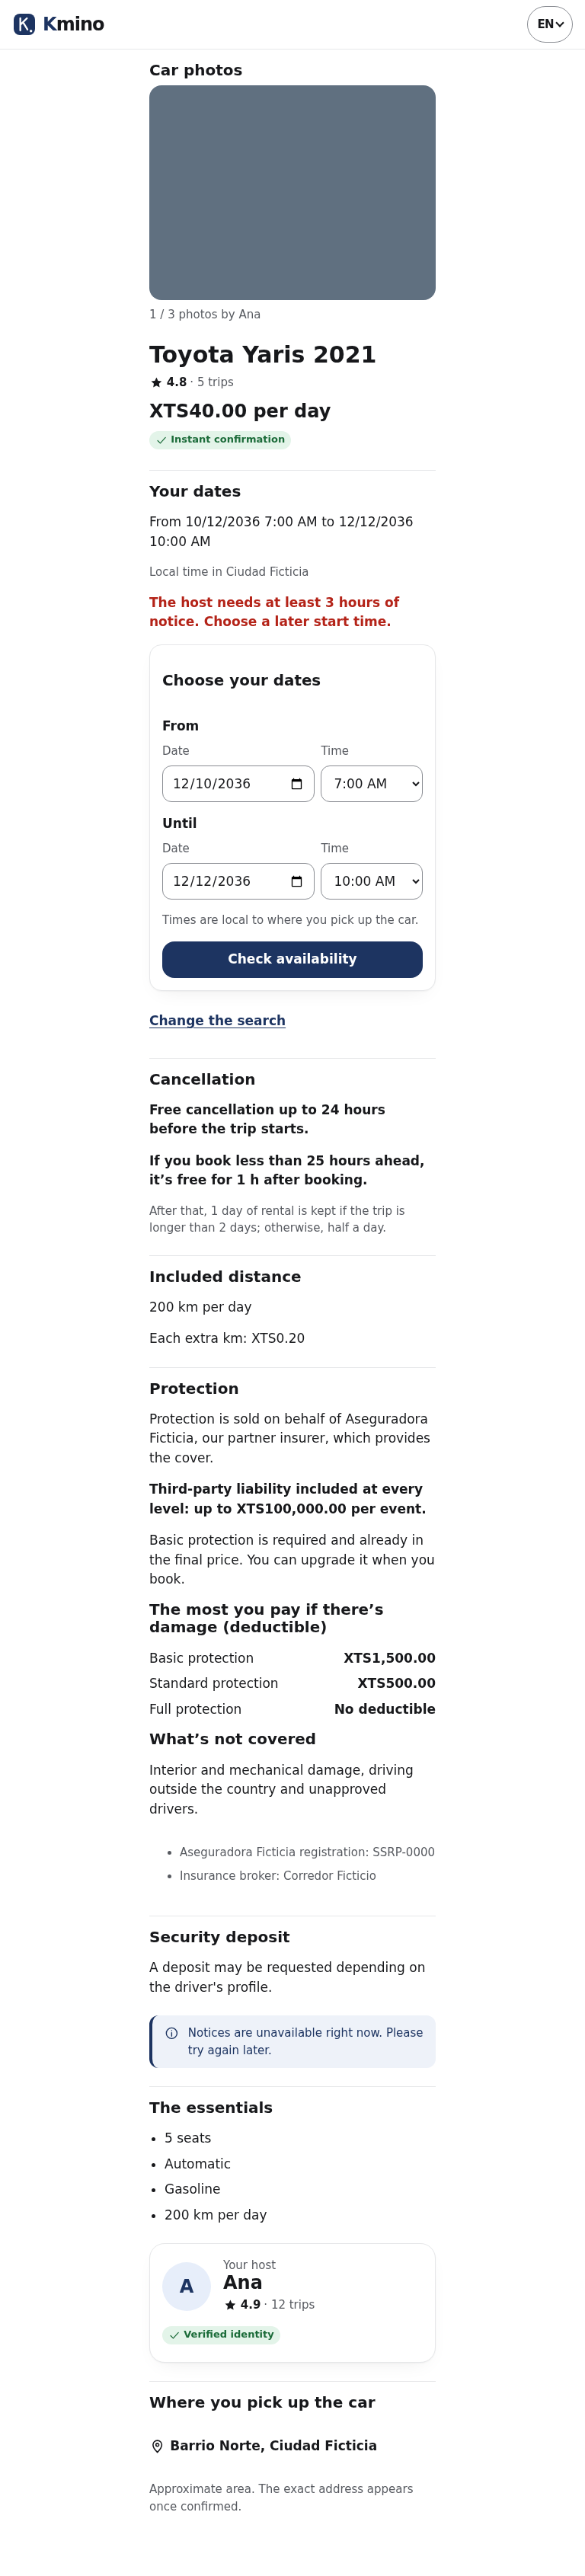 Kmino
EN
Car photos
1 / 3 photos by Ana
Toyota Yaris 2021
4.8 · 5 trips
XTS40.00 per day
Instant confirmation
Your dates
From 10/12/2036 7:00 AM to 12/12/2036
10:00 AM
Local time in Ciudad Ficticia
The host needs at least 3 hours of
notice. Choose a later start time.
Choose your dates
From
Date Time
12/10/2036 7:00 AM
Until
Date Time
12/12/2036 10:00 AM
Times are local to where you pick up the car.
Check availability
Change the search
Cancellation
Free cancellation up to 24 hours
before the trip starts.
If you book less than 25 hours ahead,
it’s free for 1 h after booking.
After that, 1 day of rental is kept if the trip is
longer than 2 days; otherwise, half a day.
Included distance
200 km per day
Each extra km: XTS0.20
Protection
Protection is sold on behalf of Aseguradora
Ficticia, our partner insurer, which provides
the cover.
Third-party liability included at every
level: up to XTS100,000.00 per event.
Basic protection is required and already in
the final price. You can upgrade it when you
book.
The most you pay if there’s
damage (deductible)
Basic protection XTS1,500.00
Standard protection XTS500.00
Full protection No deductible
What’s not covered
Interior and mechanical damage, driving
outside the country and unapproved
drivers.
• Aseguradora Ficticia registration: SSRP-0000
• Insurance broker: Corredor Ficticio
Security deposit
A deposit may be requested depending on
the driver's profile.
Notices are unavailable right now. Please
try again later.
The essentials
• 5 seats
• Automatic
• Gasoline
• 200 km per day
A
Your host
Ana
4.9 · 12 trips
Verified identity
Where you pick up the car
Barrio Norte, Ciudad Ficticia
Approximate area. The exact address appears
once confirmed.